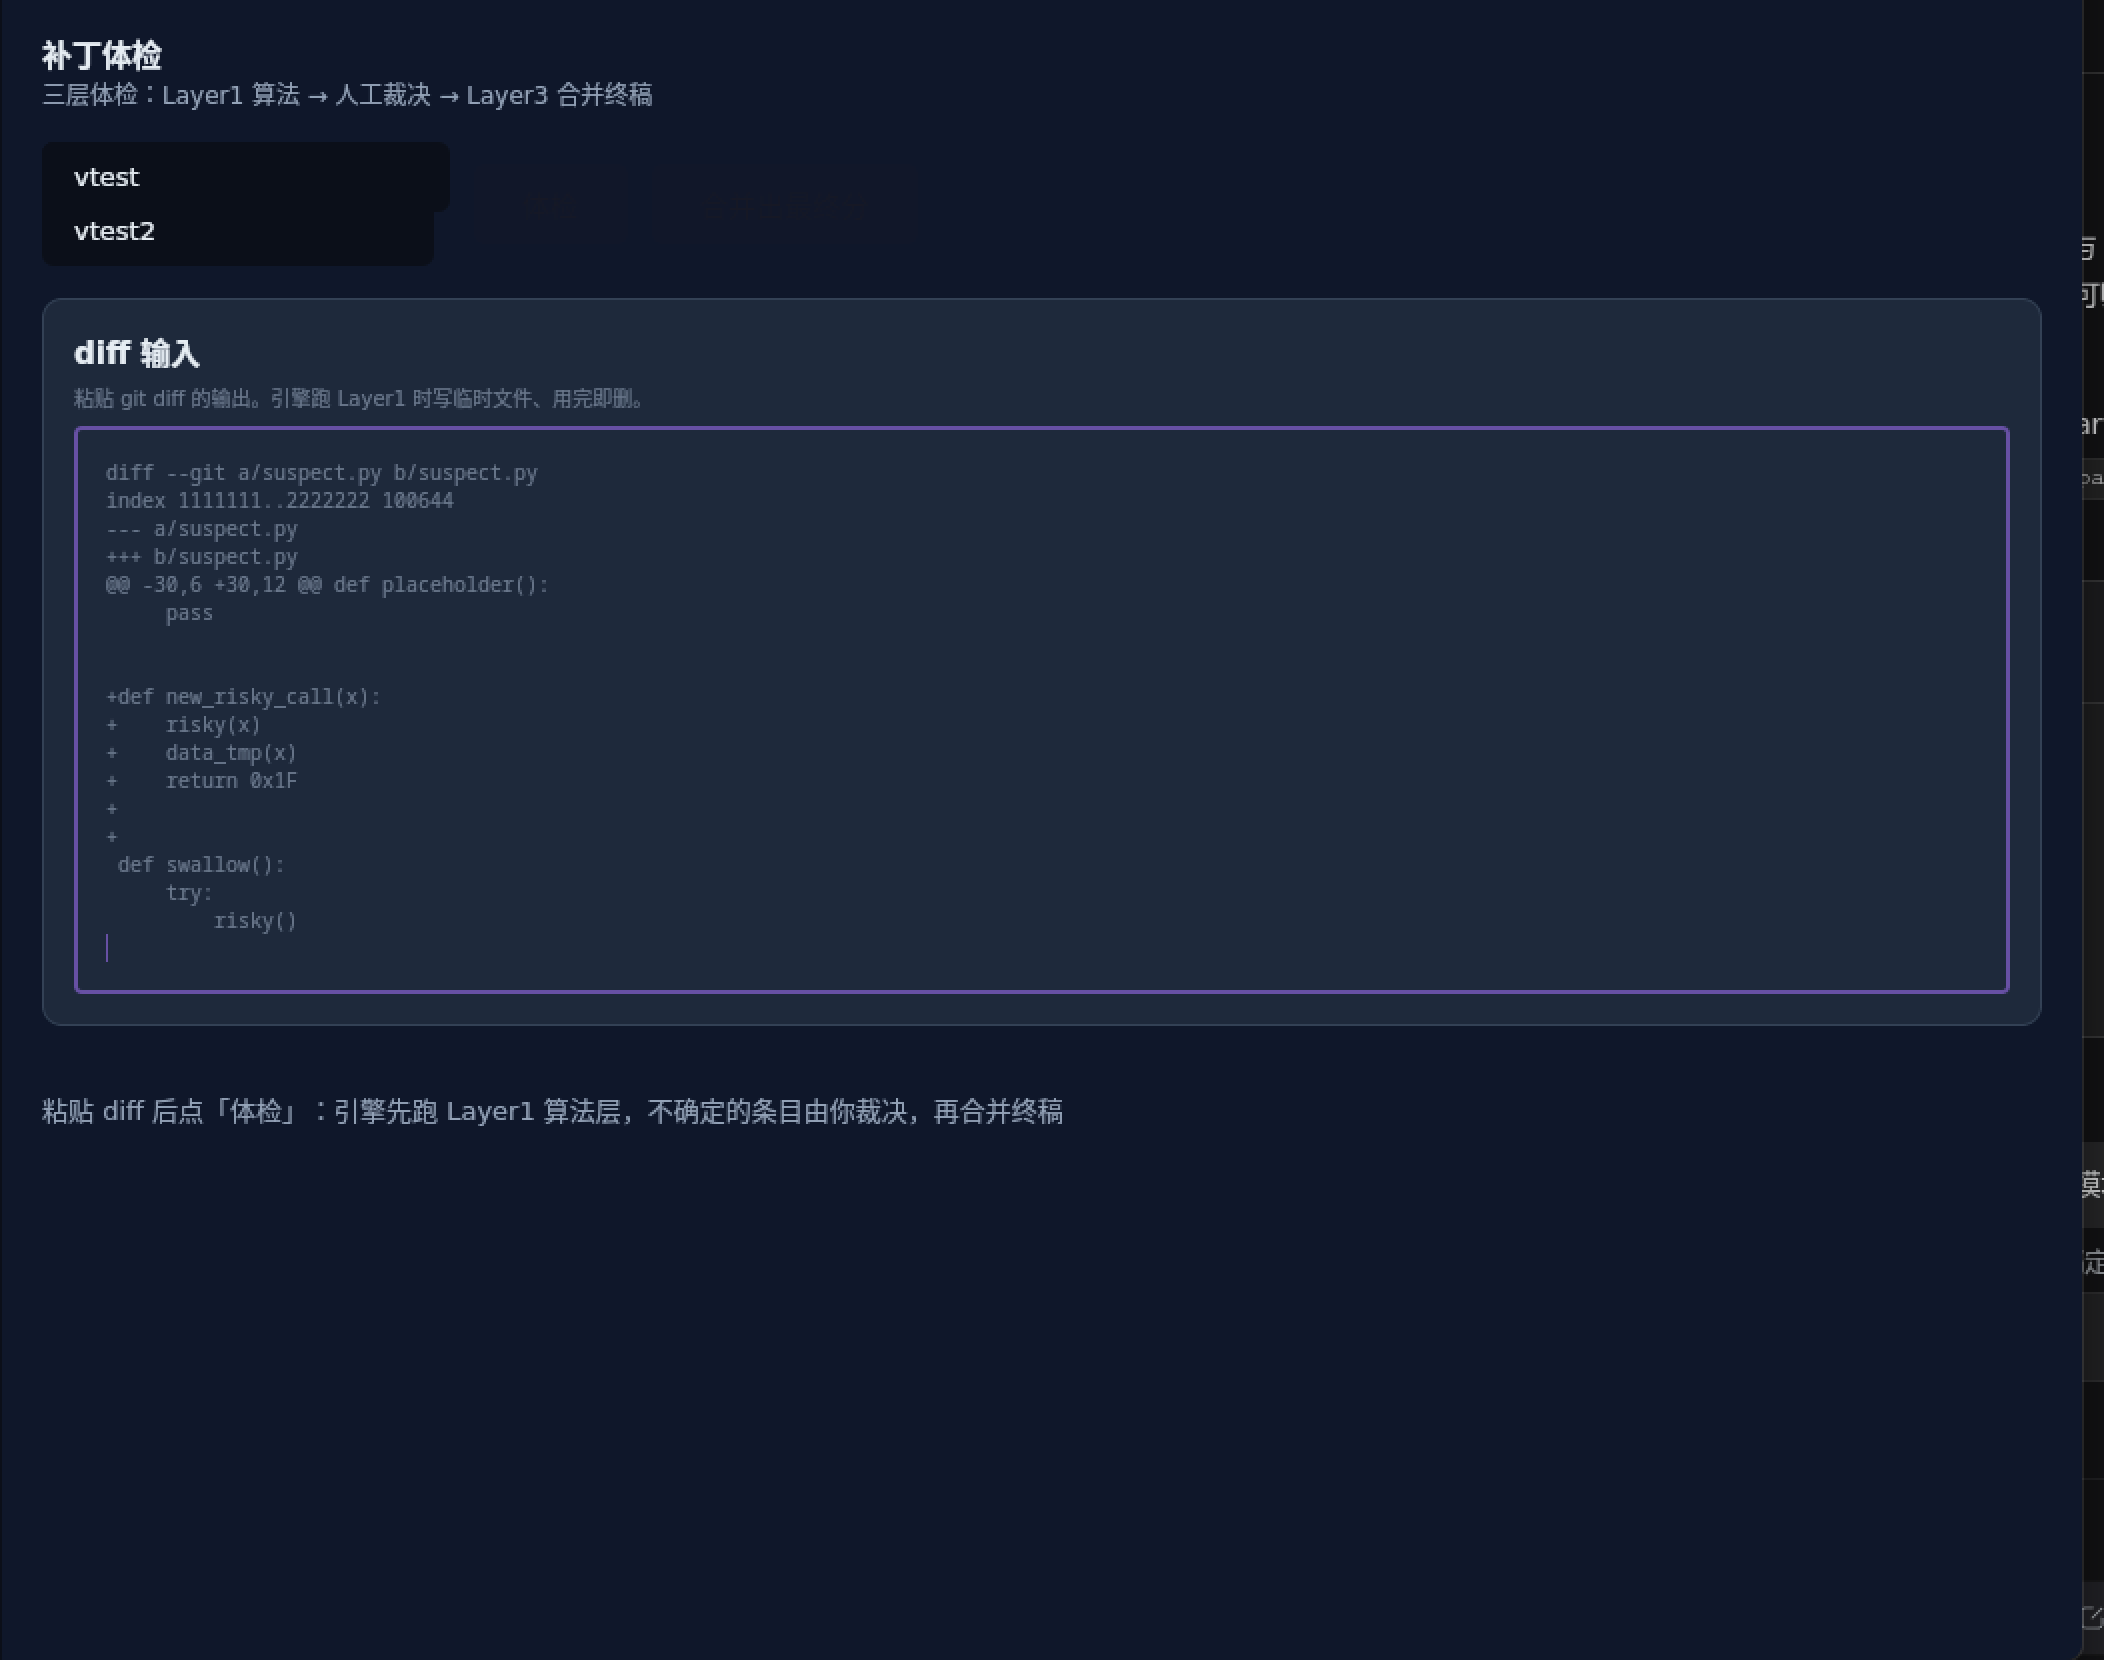 补丁体检
三层体检：Layer1 算法 → 人工裁决 → Layer3 合并终稿
vtest
vtest2
体检
diff 输入
粘贴 git diff 的输出。引擎跑 Layer1 时写临时文件、用完即删。
diff --git a/suspect.py b/suspect.py
index 1111111..2222222 100644
--- a/suspect.py
+++ b/suspect.py
@@ -30,6 +30,12 @@ def placeholder():
     pass
+def new_risky_call(x):
+    risky(x)
+    data_tmp(x)
+    return 0x1F
+
+
 def swallow():
     try:
         risky()
粘贴 diff 后点「体检」：引擎先跑 Layer1 算法层，不确定的条目由你裁决，再合并终稿